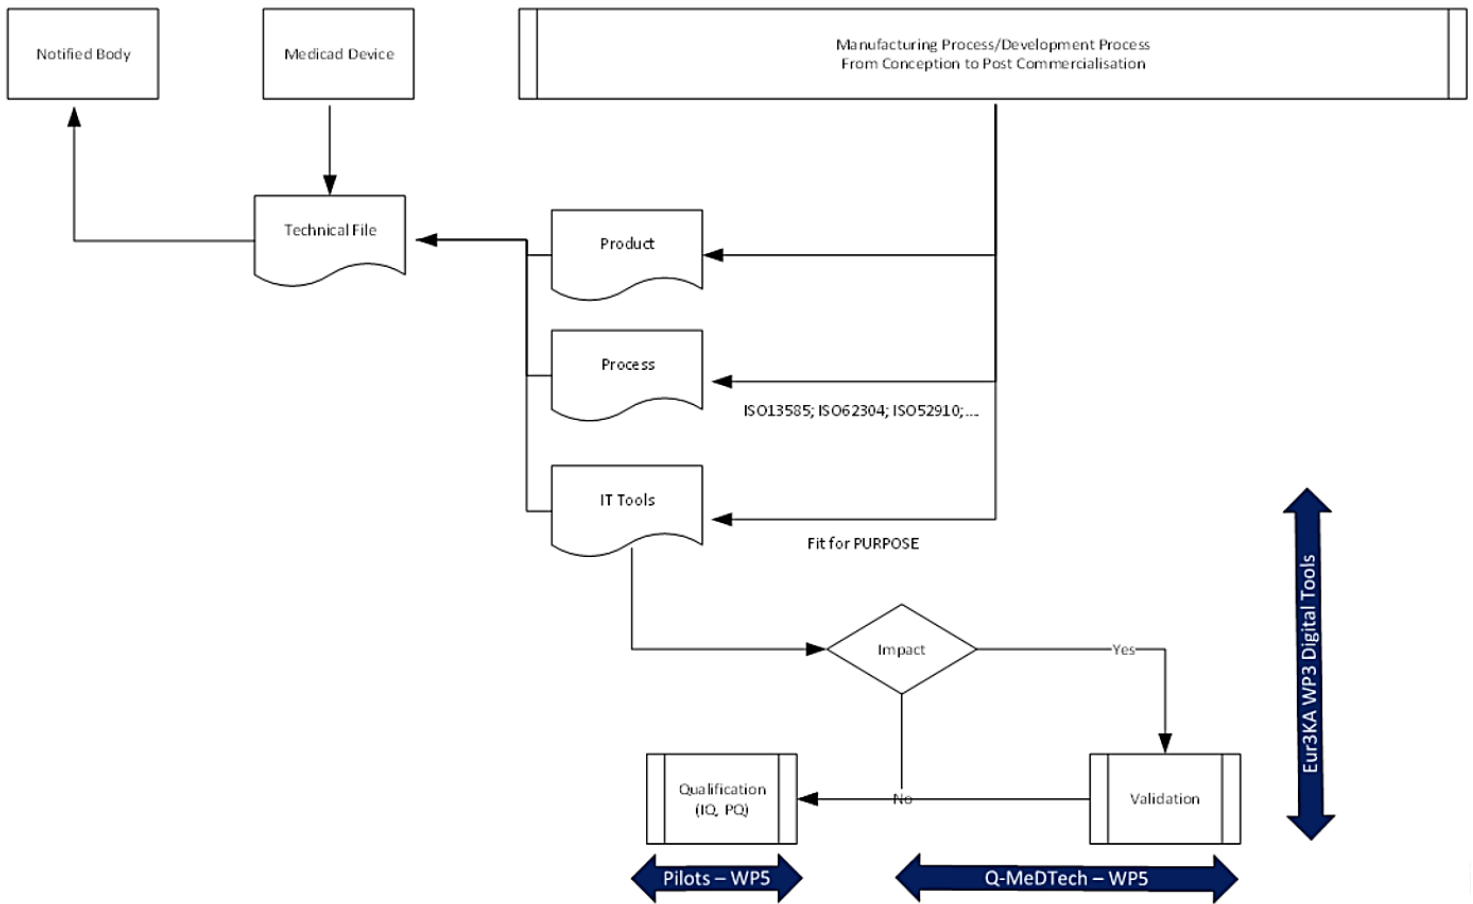 Notified Body
Medicad Device
Manufacturing Process/Development Process
From Conception to Post Commercialisation
Technical File
Product
Process
ISO13585; ISO62304; ISO52910;....
IT Tools
Fit for PURPOSE
Impact
Yes
Eur3KA WP3 Digital Tools
Qualification
(IQ, PQ)
No
Validation
Pilots – WP5
Q-MeDTech – WP5